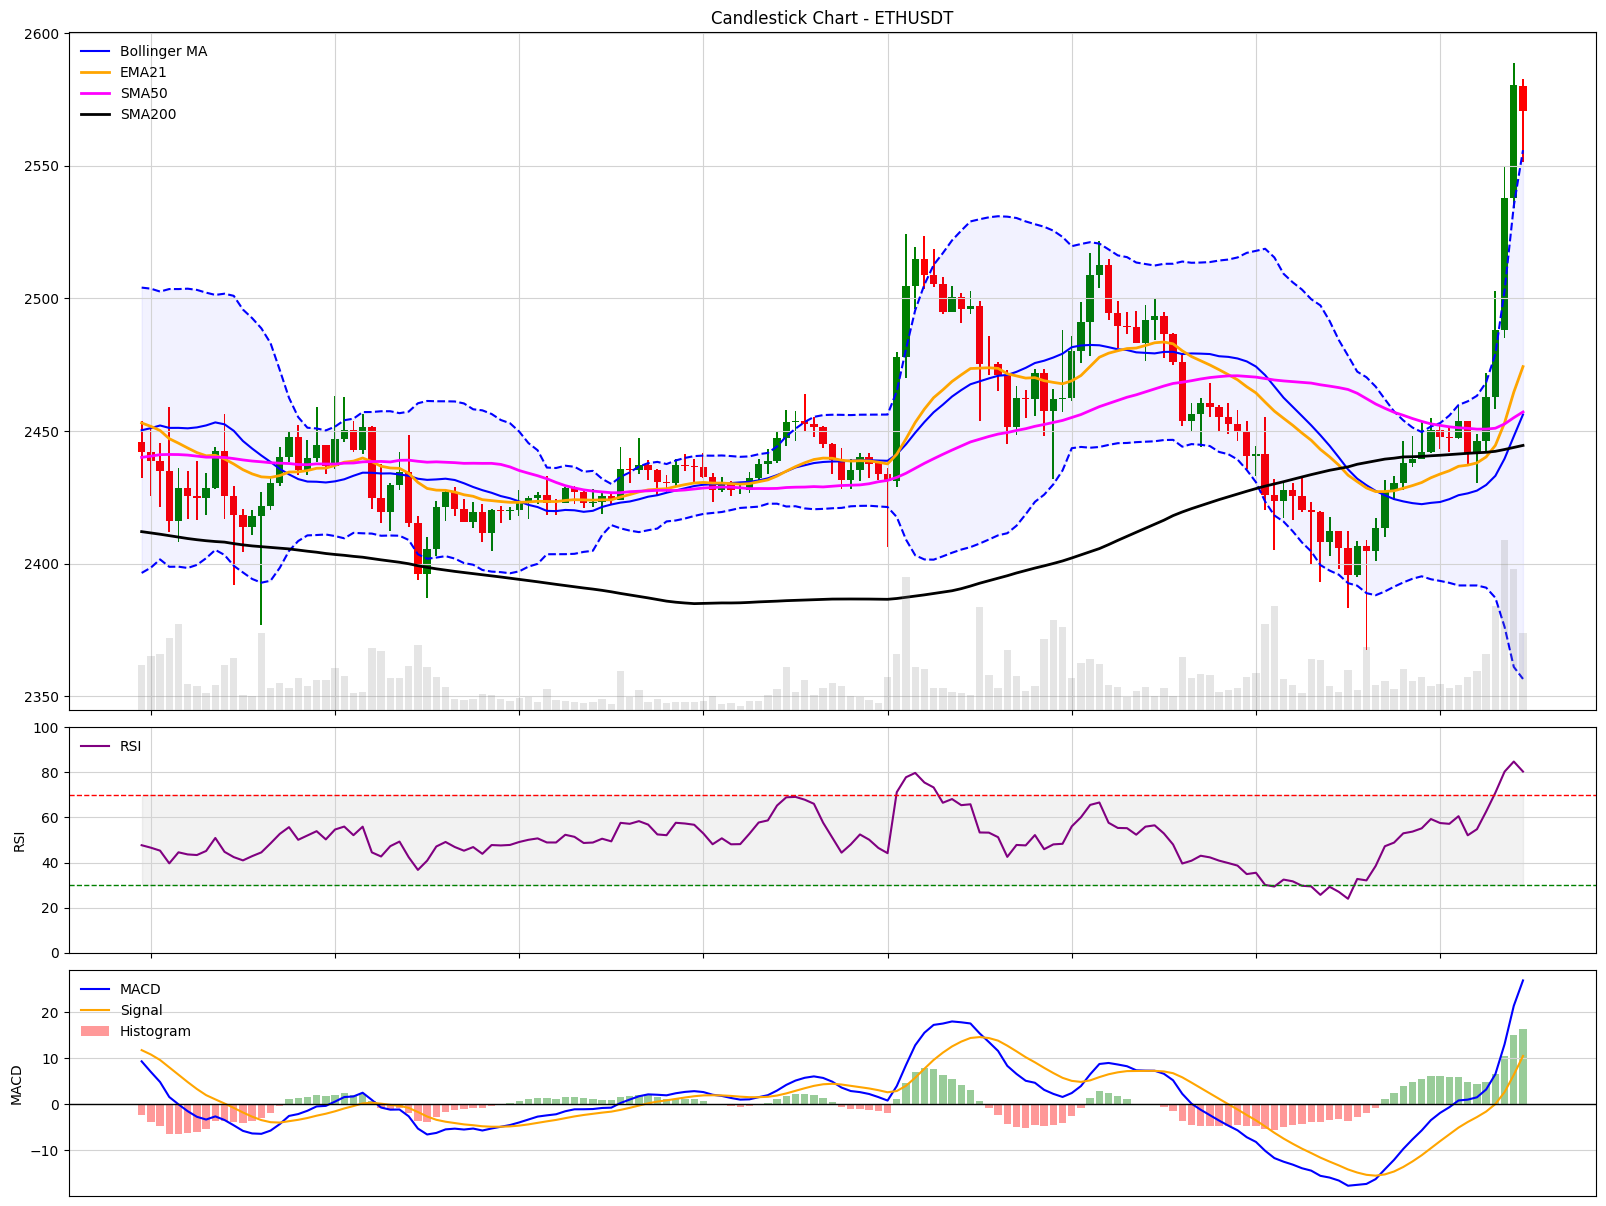 Candlestick Chart - ETHUSDT
2600
Bollinger MA
EMA21
SMA50
SMA200
2550
2500
2450
2400
2350
100
RSI
80
60
RSI
40
20
0
MACD
Signal
Histogram
20
10
MACD
0
−10